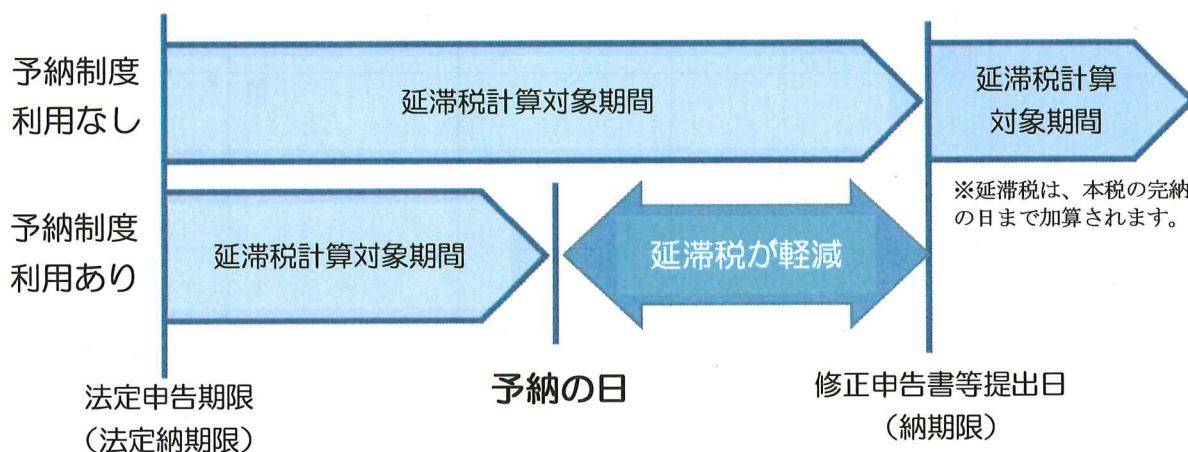 予納制度
利用なし
延滞税計算対象期間
延滞税計算
対象期間
※延滞税は、本税の完納
の日まで加算されます。
予納制度
利用あり
延滞税計算対象期間
延滞税が軽減
法定申告期限
（法定納期限）
予納の日
修正申告書等提出日
（納期限）